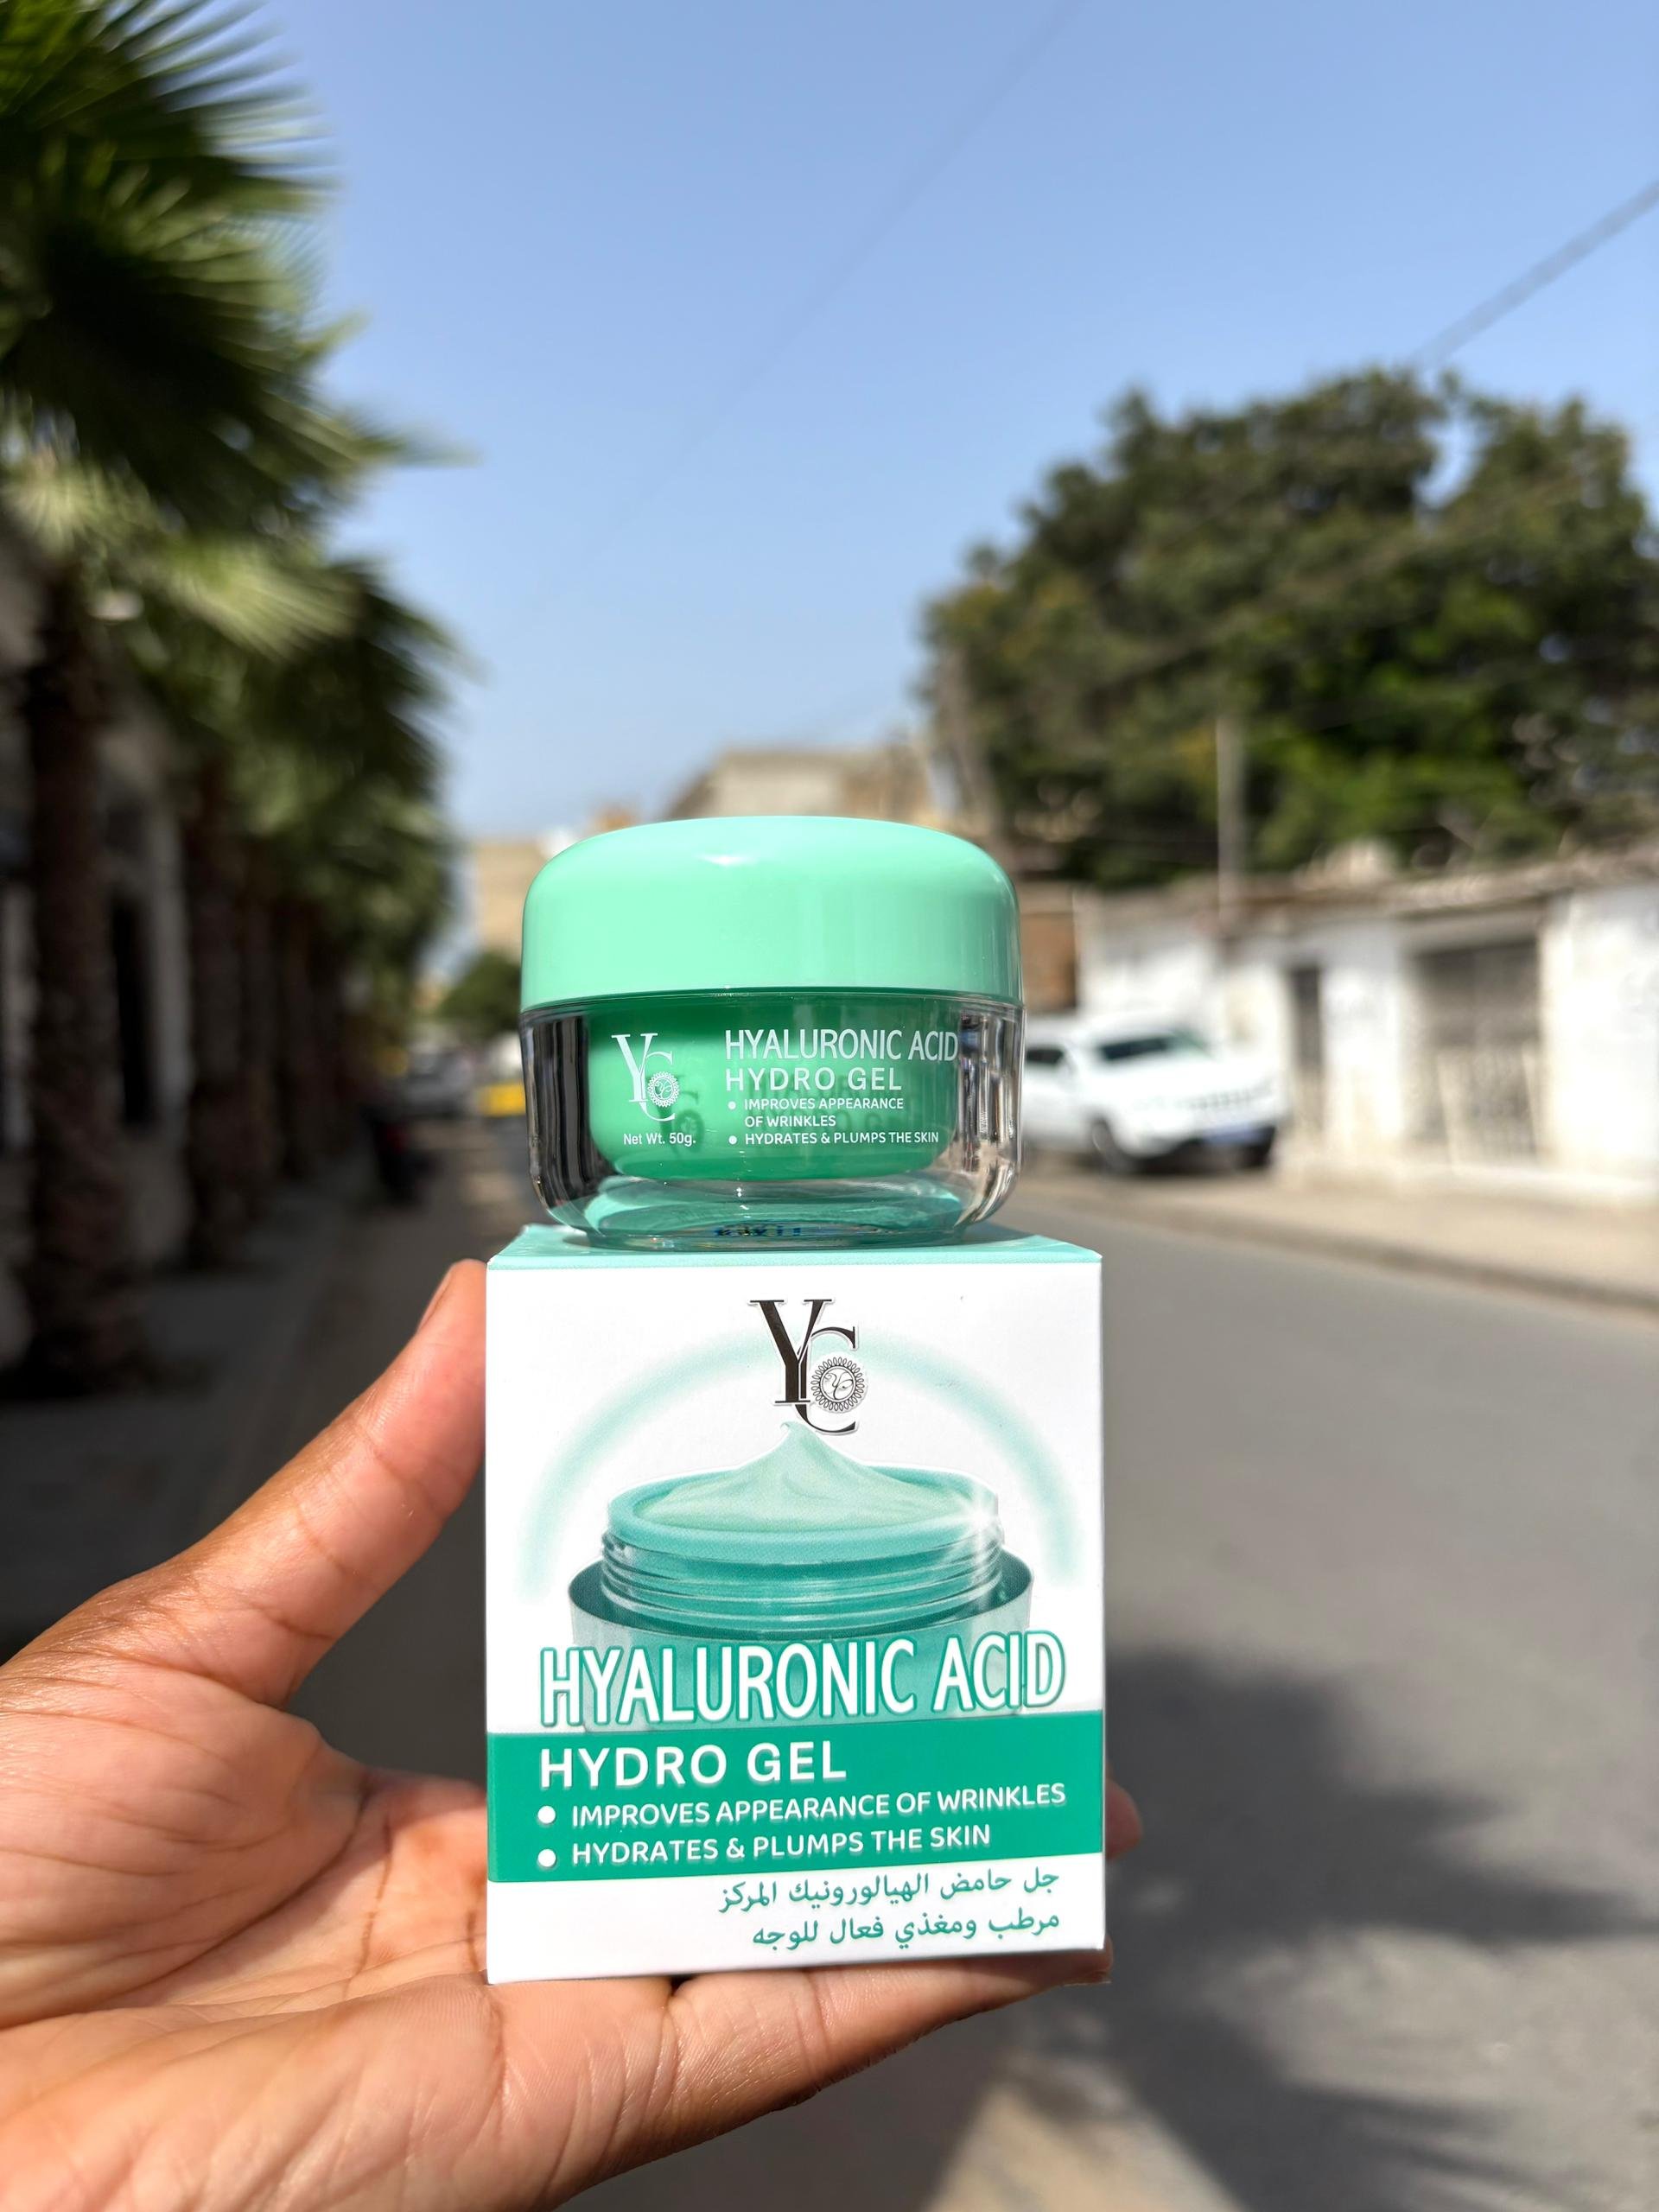 YC
HYALURONIC ACID
HYDRO GEL
• IMPROVES APPEARANCE
OF WRINKLES
• HYDRATES & PLUMPS THE SKIN
Net Wt. 50g.
YC
HYALURONIC ACID
HYDRO GEL
• IMPROVES APPEARANCE OF WRINKLES
• HYDRATES & PLUMPS THE SKIN
جل حامض الهيالورونيك المركز
مرطب ومغذي فعال للوجه